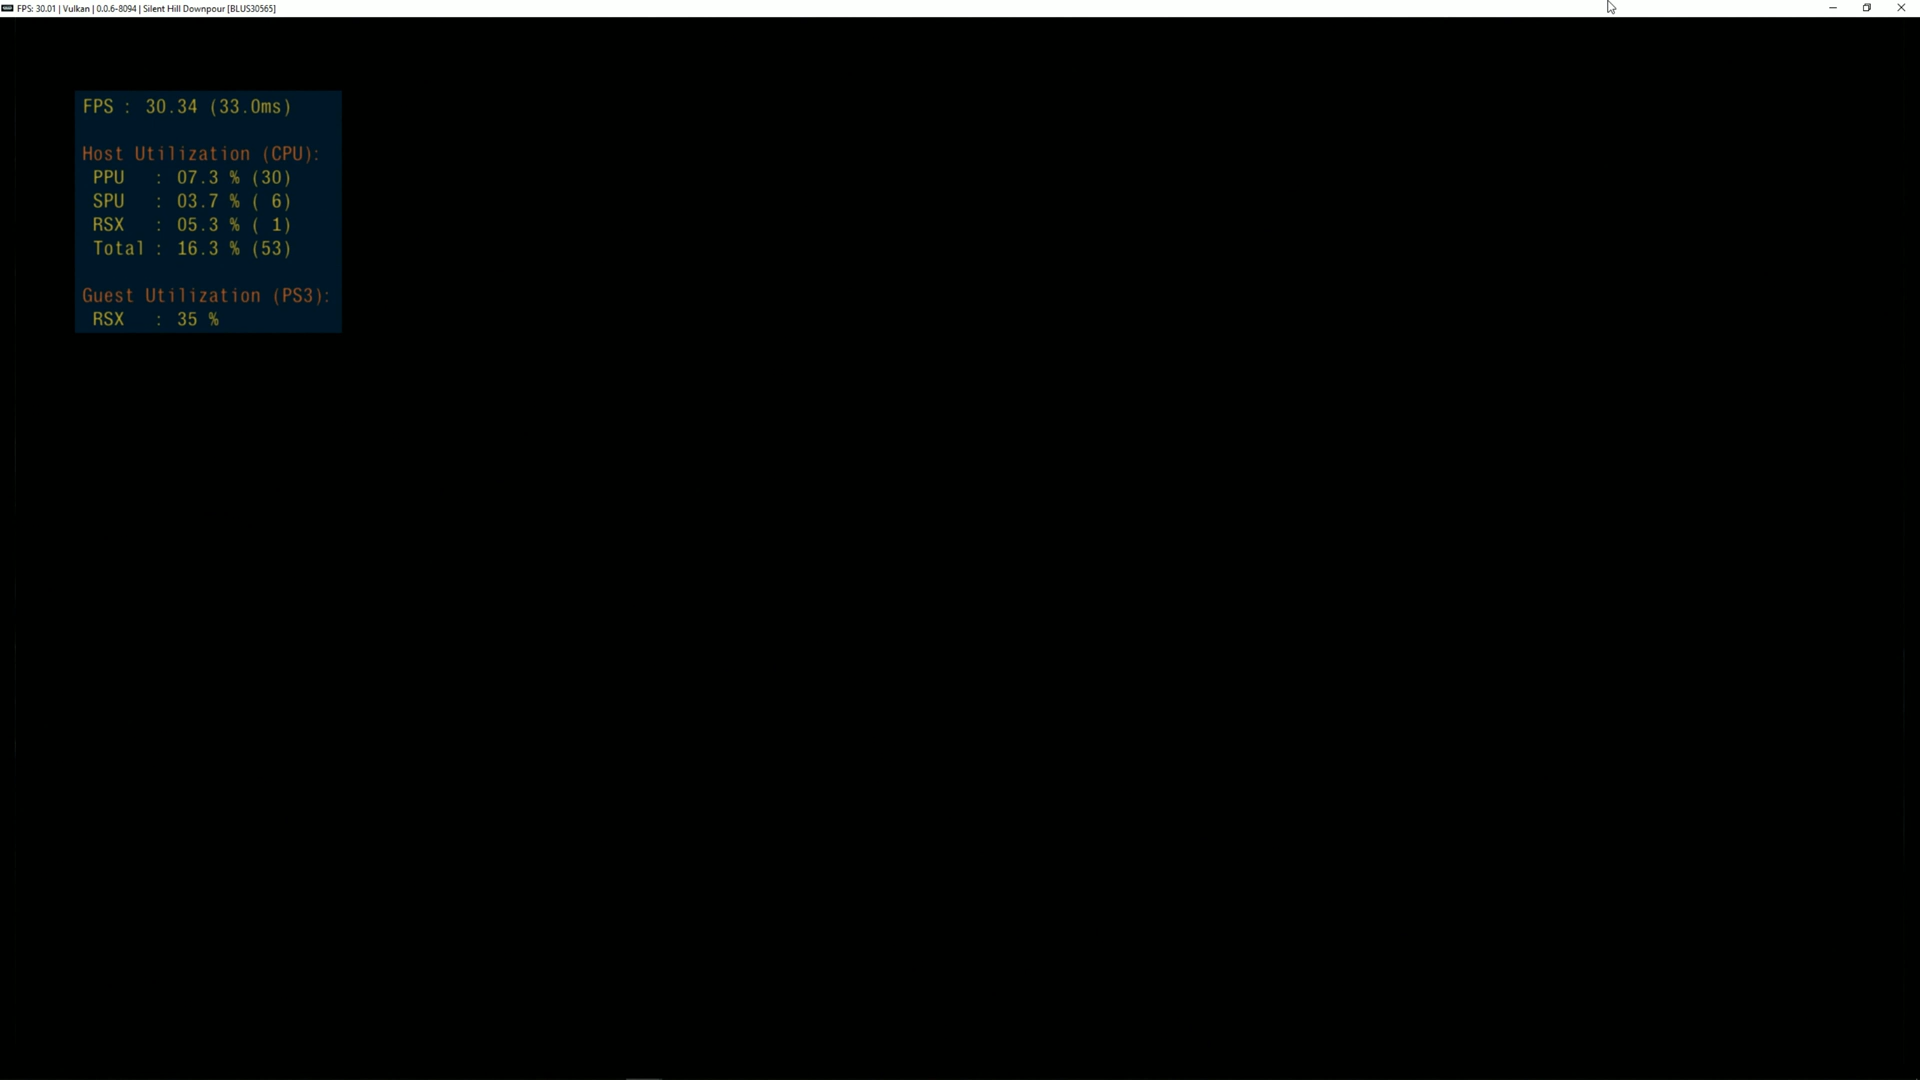 FPS: 30.01 | Vulkan | 0.0.6-8094 | Silent Hill Downpour [BLUS30565]
FPS : 30.34 (33.0ms)
Host Utilization (CPU):
PPU : 07.3 % (30)
SPU : 03.7 % ( 6)
RSX : 05.3 % ( 1)
Total : 16.3 % (53)
Guest Utilization (PS3):
RSX : 35 %